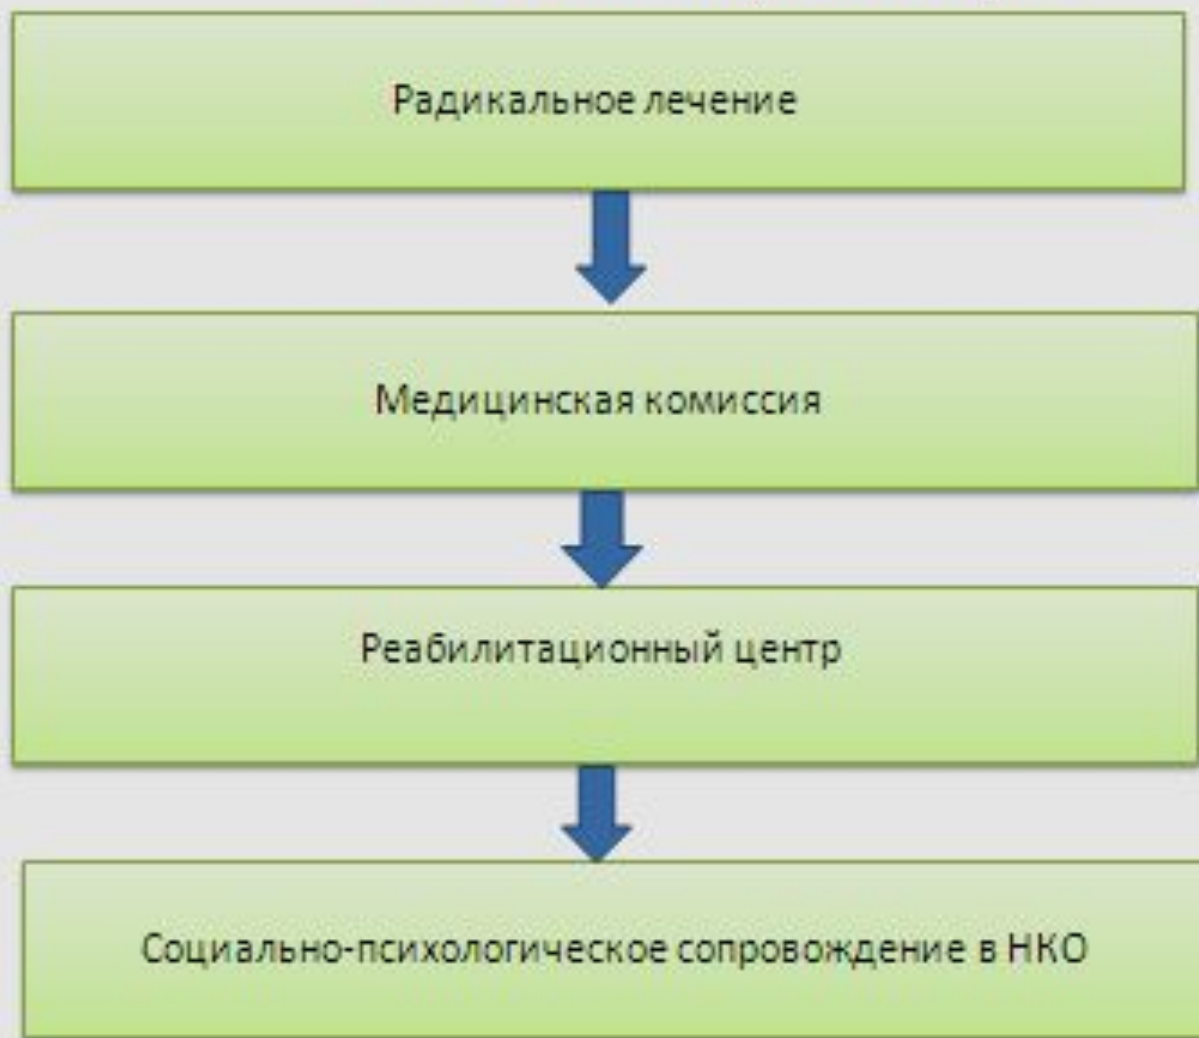 Радикальное лечение
Медицинская комиссия
Реабилитационный центр
Социально-психологическое сопровождение в НКО